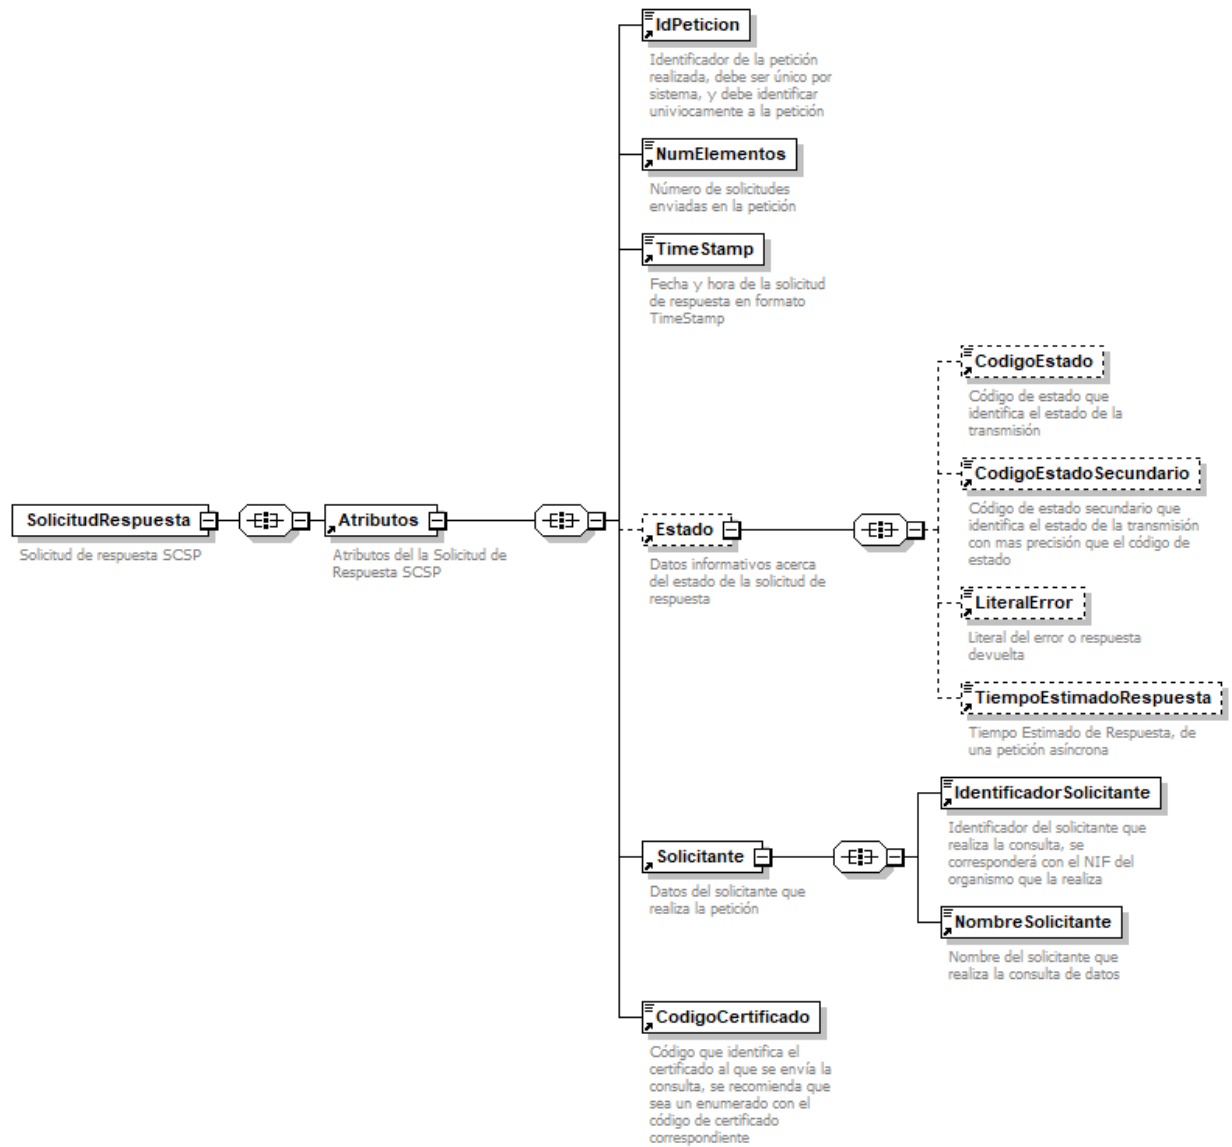 IdPeticion
Identificador de la petición
realizada, debe ser único por
sistema, y debe identificar
univiocamente a la petición
NumElementos
Número de solicitudes
enviadas en la petición
TimeStamp
Fecha y hora de la solicitud
de respuesta en formato
TimeStamp
CodigoEstado
Código de estado que
identifica el estado de la
transmisión
CodigoEstadoSecundario
Código de estado secundario que
identifica el estado de la transmisión
con mas precisión que el código de
estado
SolicitudRespuesta
Solicitud de respuesta SCSP
Atributos
Atributos del la Solicitud de
Respuesta SCSP
Estado
Datos informativos acerca
del estado de la solicitud de
respuesta
LiteralError
Literal del error o respuesta
devuelta
TiempoEstimadoRespuesta
Tiempo Estimado de Respuesta, de
una petición asíncrona
Solicitante
Datos del solicitante que
realiza la petición
IdentificadorSolicitante
Identificador del solicitante que
realiza la consulta, se
corresponderá con el NIF del
organismo que la realiza
NombreSolicitante
Nombre del solicitante que
realiza la consulta de datos
CodigoCertificado
Código que identifica el
certificado al que se envía la
consulta, se recomienda que
sea un enumerado con el
código de certificado
correspondiente